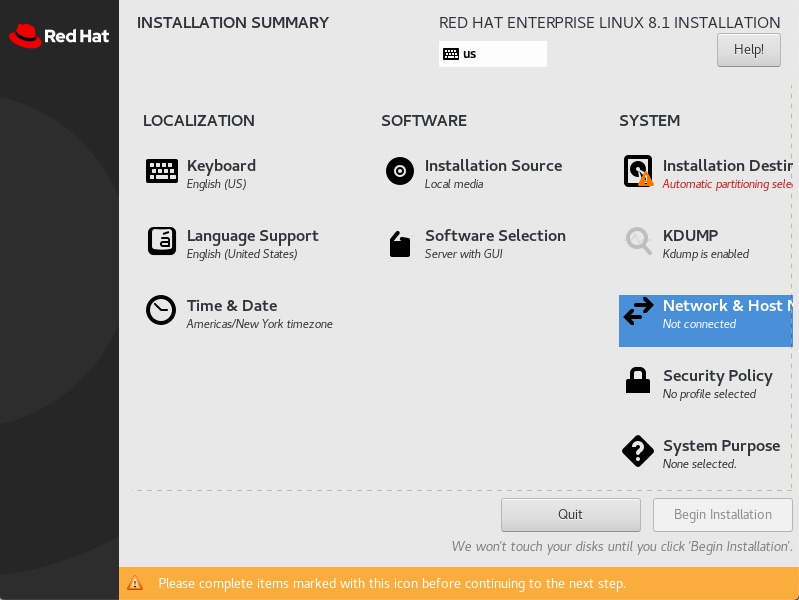 Red Hat
INSTALLATION SUMMARY
RED HAT ENTERPRISE LINUX 8.1 INSTALLATION
us
Help!
LOCALIZATION
Keyboard
English (US)
Language Support
English (United States)
Time & Date
Americas/New York timezone
SOFTWARE
Installation Source
Local media
Software Selection
Server with GUI
SYSTEM
Installation Destin
Automatic partitioning sele
KDUMP
Kdump is enabled
Network & Host N
Not connected
Security Policy
No profile selected
System Purpose
None selected.
Quit
Begin Installation
We won't touch your disks until you click 'Begin Installation'.
Please complete items marked with this icon before continuing to the next step.